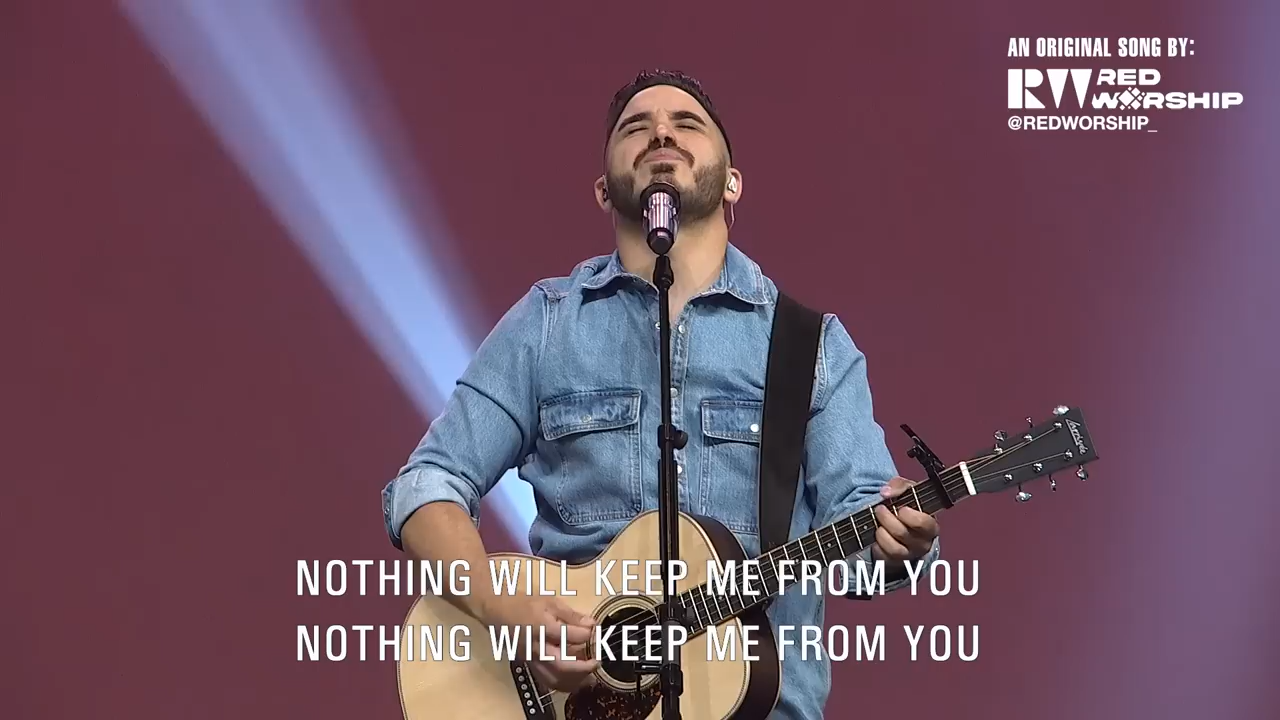 AN ORIGINAL SONG BY:
RW RED
WORSHIP
@REDWORSHIP_
NOTHING WILL KEEP ME FROM YOU
NOTHING WILL KEEP ME FROM YOU